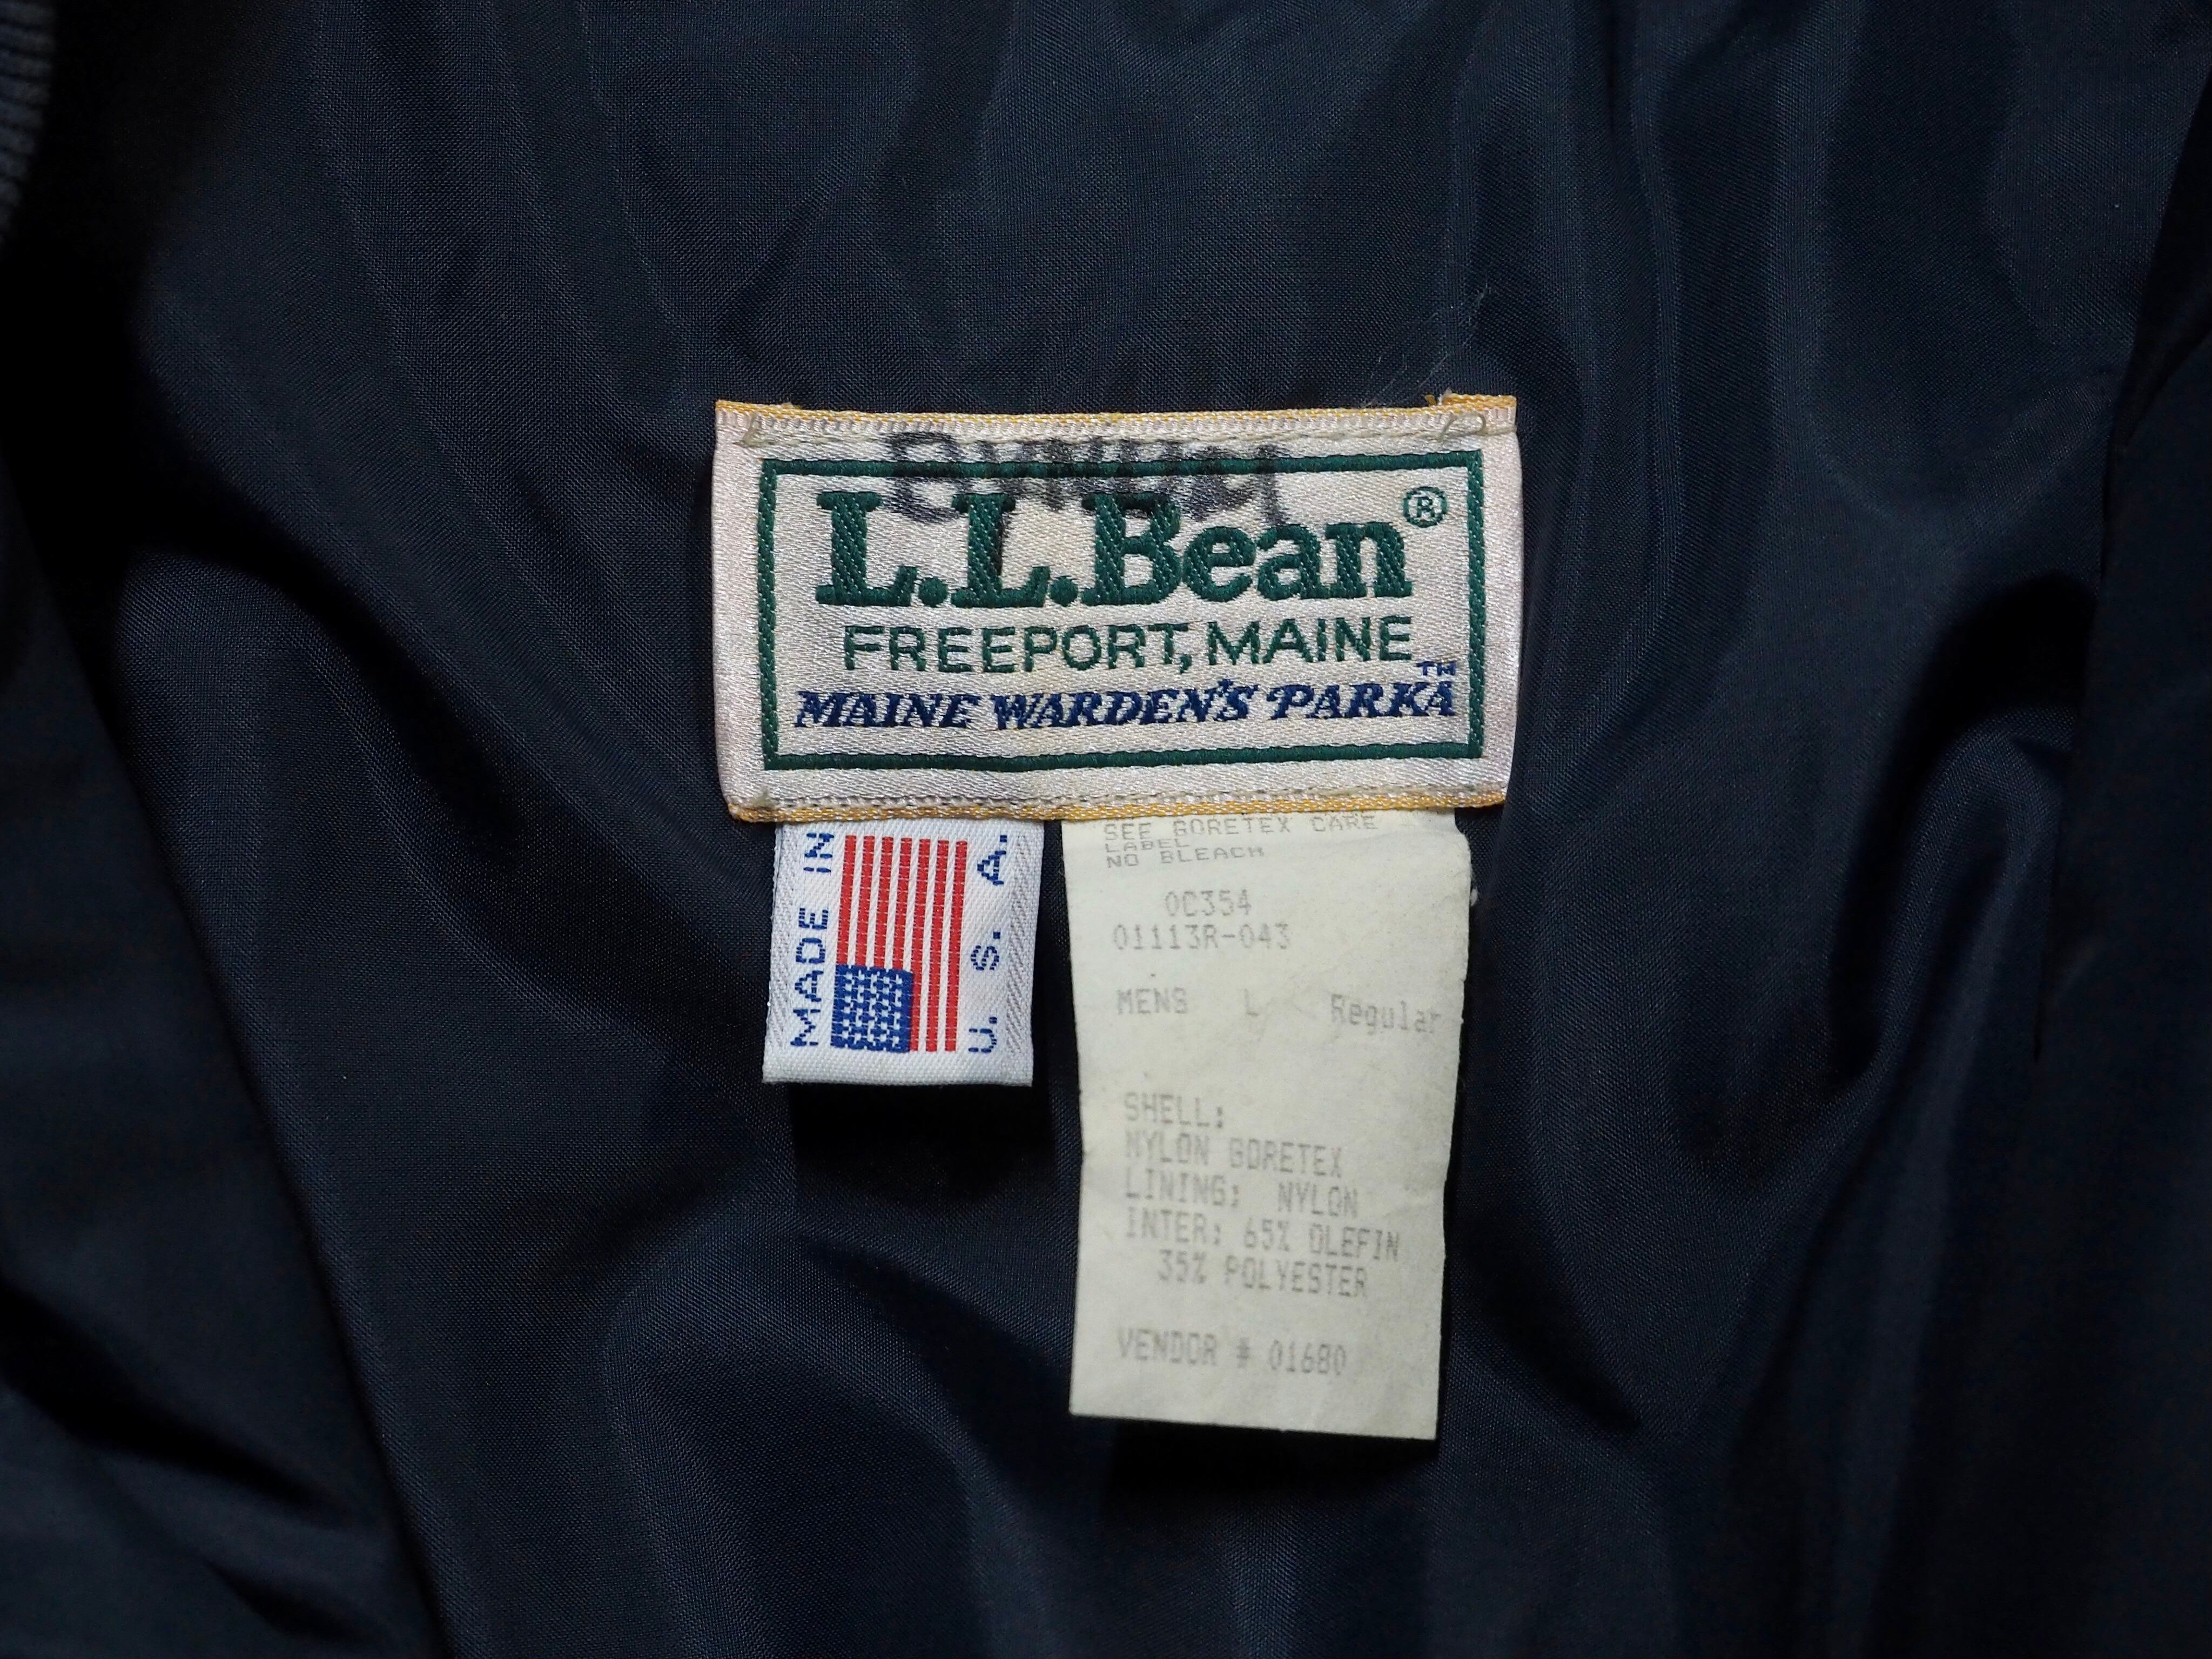 L.L.Bean®
FREEPORT, MAINE
MAINE WARDEN'S PARKA™
MADE IN
U. S. A.
SEE GORETEX CARE
LABEL
NO BLEACH
0C354
01113R-043
MENS L Regular
SHELL:
NYLON GORETEX
LINING: NYLON
INTER: 65% OLEFIN
35% POLYESTER
VENDOR # 01680